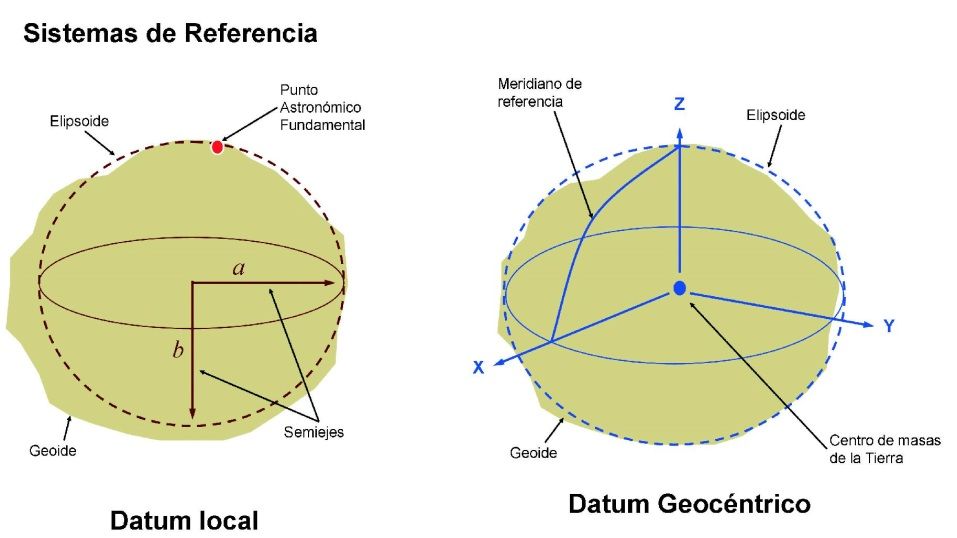 Sistemas de Referencia
Punto
Astronómico
Fundamental
Elipsoide
a
b
Semiejes
Geoide
Datum local
Meridiano de
referencia
Z
Elipsoide
Y
X
Geoide
Centro de masas
de la Tierra
Datum Geocéntrico